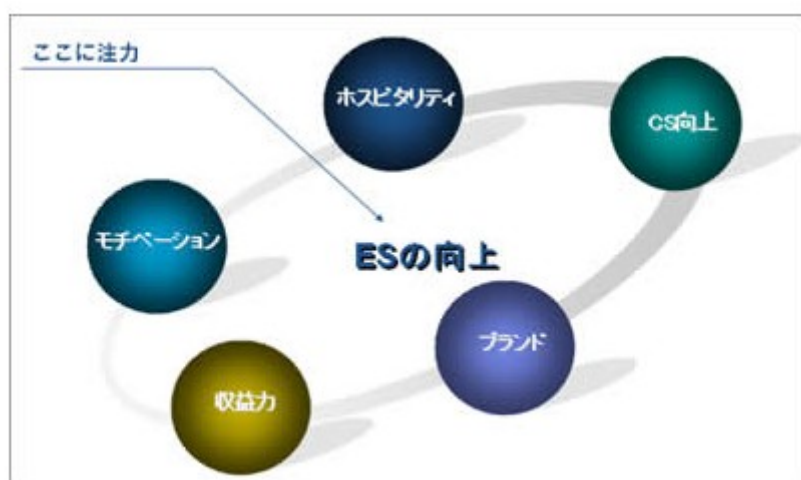 ここに注力
ホスピタリティ
CS向上
モチベーション
ESの向上
ブランド
収益力